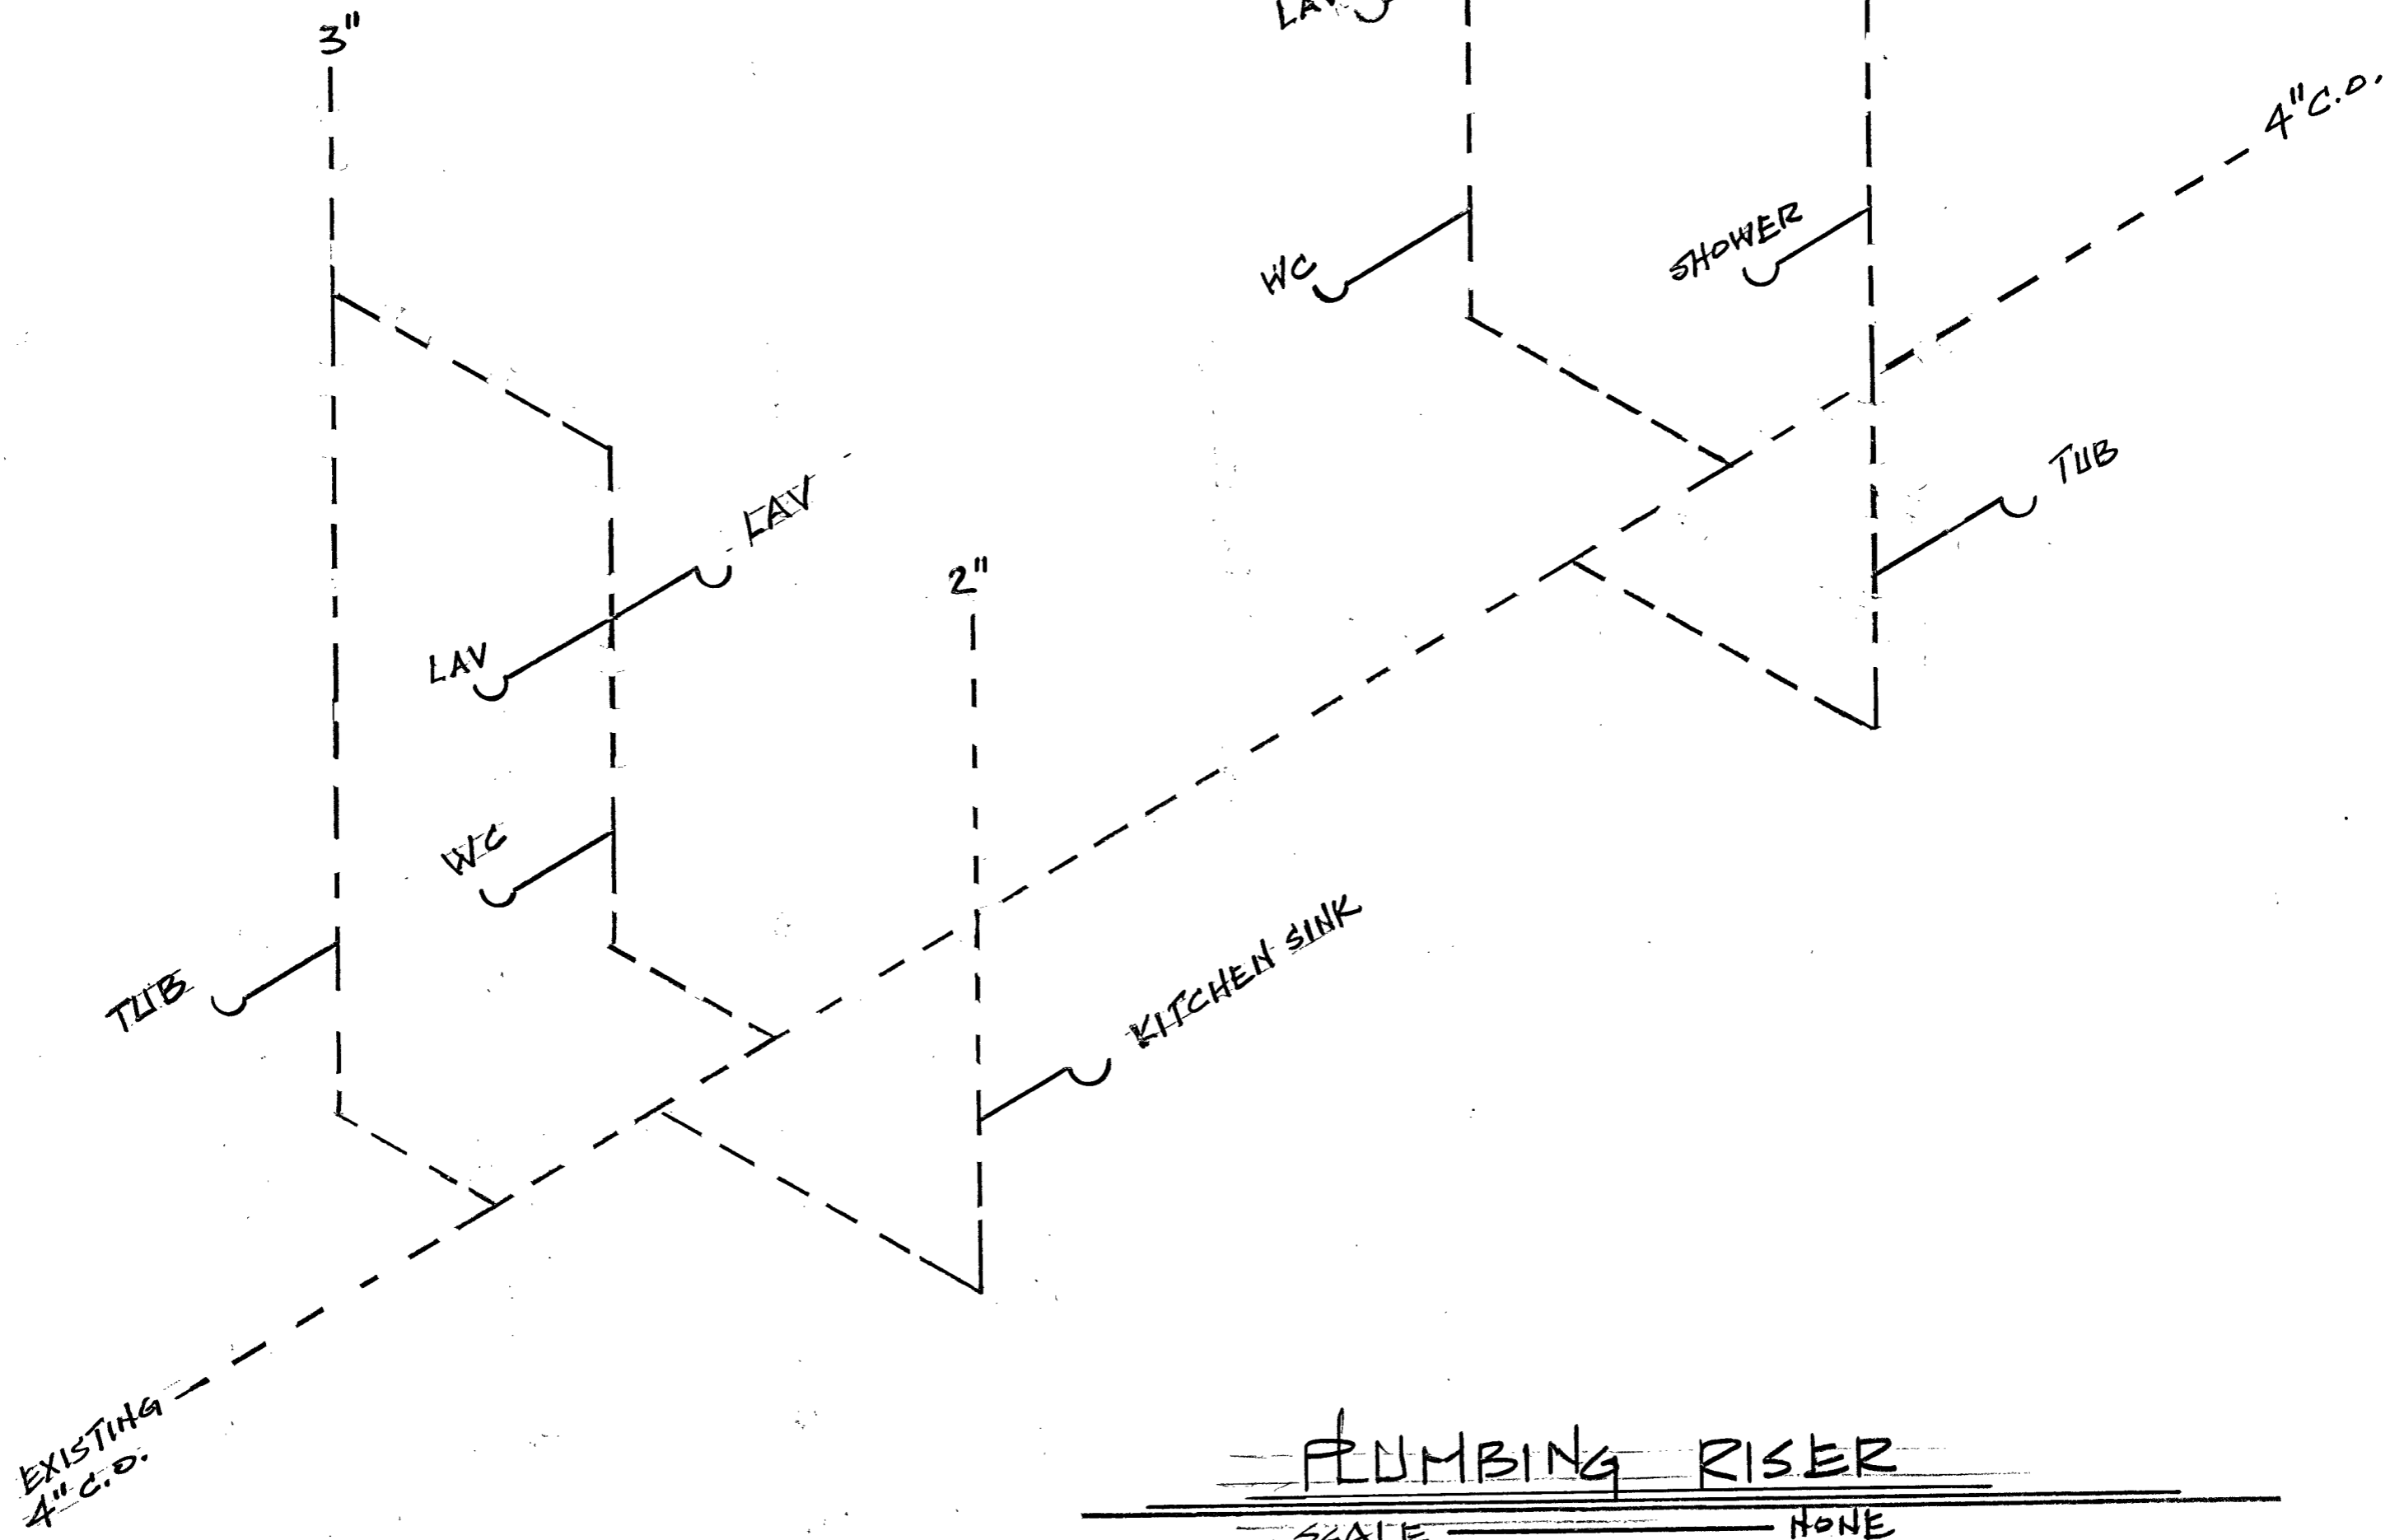 3"
LAV
4" C.O.
WC
SHOWER
TUB
LAV
2"
LAV
WC
KITCHEN SINK
TUB
EXISTING
4" C.O.
PLUMBING RISER
SCALE NONE